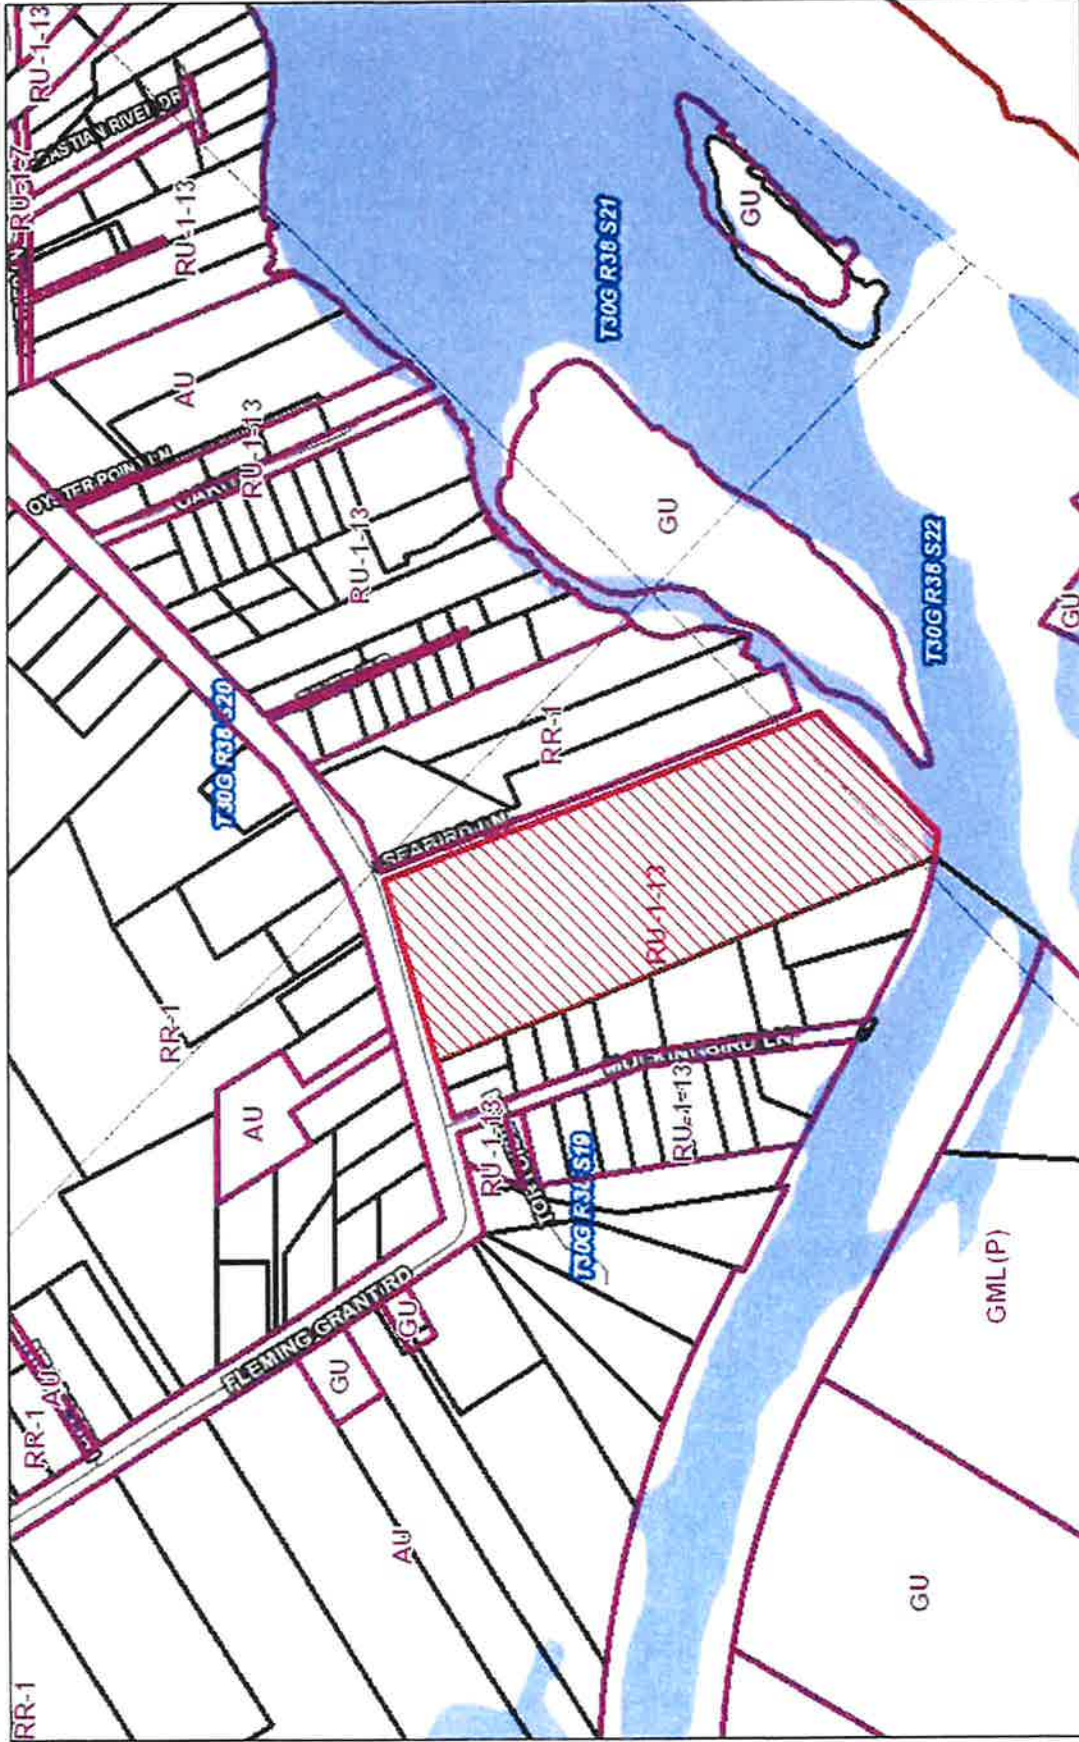 RU-1-13
RU-1-7
RU-1-13
AU
OYSTER POINT LN
RU-1-13
RU-1-13
T30G R38 S20
T30G R38 S21
GU
GU
T30G R38 S22
GU
RR-1
SEABIRD LN
RU-1-13
RR-1
AU
MOCKINGBIRD LN
RU-1-13
RU-1-13
T30G R38 S19
FLEMING GRANT RD
GU
GU
AU
RR-1
AU
RR-1
GML(P)
GU